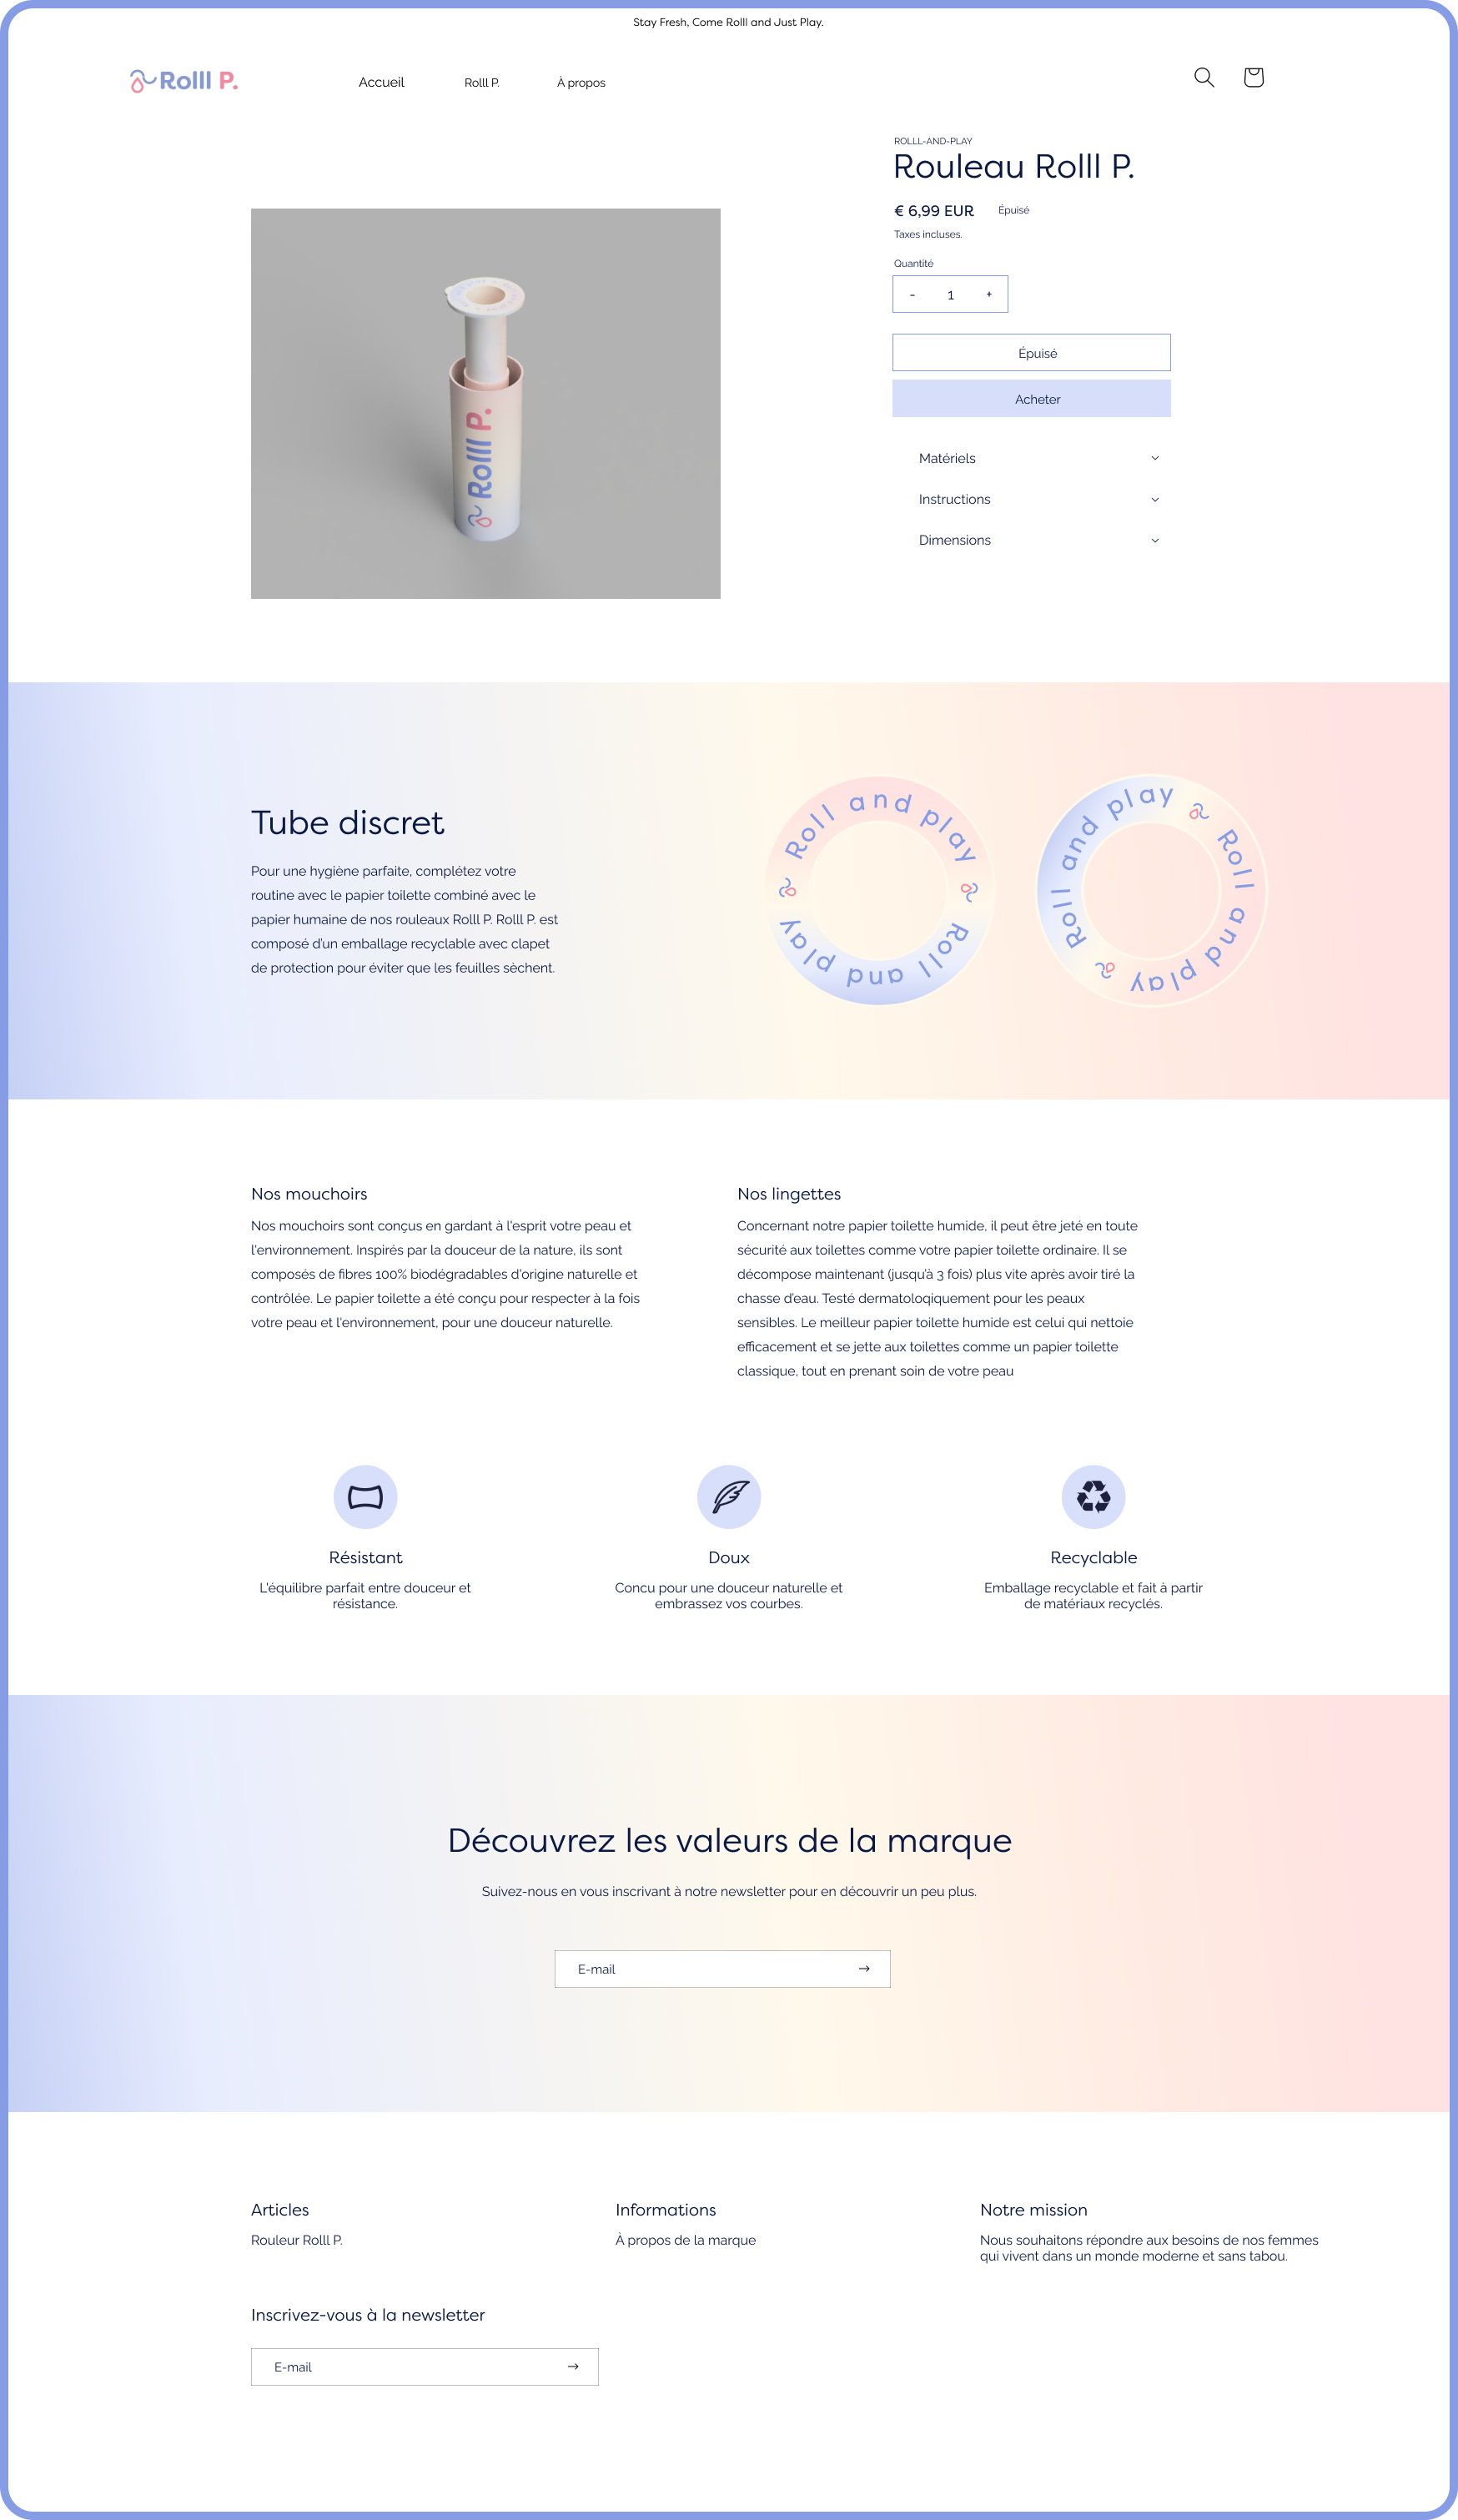 Stay Fresh, Come Rolll and Just Play.
Rolll P.
Accueil
Rolll P.
À propos
ROLLL-AND-PLAY
Rouleau Rolll P.
€ 6,99 EUR
Épuisé
Taxes incluses.
Quantité
- 1 +
Épuisé
Acheter
Matériels
Instructions
Dimensions
Rolll P.
Tube discret
Pour une hygiène parfaite, complétez votre
routine avec le papier toilette combiné avec le
papier humaine de nos rouleaux Rolll P. Rolll P. est
composé d'un emballage recyclable avec clapet
de protection pour éviter que les feuilles sèchent.
Roll and play Roll and play
Roll and play Roll and play
Nos mouchoirs
Nos mouchoirs sont conçus en gardant à l'esprit votre peau et
l'environnement. Inspirés par la douceur de la nature, ils sont
composés de fibres 100% biodégradables d'origine naturelle et
contrôlée. Le papier toilette a été conçu pour respecter à la fois
votre peau et l'environnement, pour une douceur naturelle.
Nos lingettes
Concernant notre papier toilette humide, il peut être jeté en toute
sécurité aux toilettes comme votre papier toilette ordinaire. Il se
décompose maintenant (jusqu'à 3 fois) plus vite après avoir tiré la
chasse d'eau. Testé dermatoloqiquement pour les peaux
sensibles. Le meilleur papier toilette humide est celui qui nettoie
efficacement et se jette aux toilettes comme un papier toilette
classique, tout en prenant soin de votre peau
Résistant
L'équilibre parfait entre douceur et
résistance.
Doux
Concu pour une douceur naturelle et
embrassez vos courbes.
Recyclable
Emballage recyclable et fait à partir
de matériaux recyclés.
Découvrez les valeurs de la marque
Suivez-nous en vous inscrivant à notre newsletter pour en découvrir un peu plus.
E-mail
Articles
Rouleur Rolll P.
Informations
À propos de la marque
Notre mission
Nous souhaitons répondre aux besoins de nos femmes
qui vivent dans un monde moderne et sans tabou.
Inscrivez-vous à la newsletter
E-mail